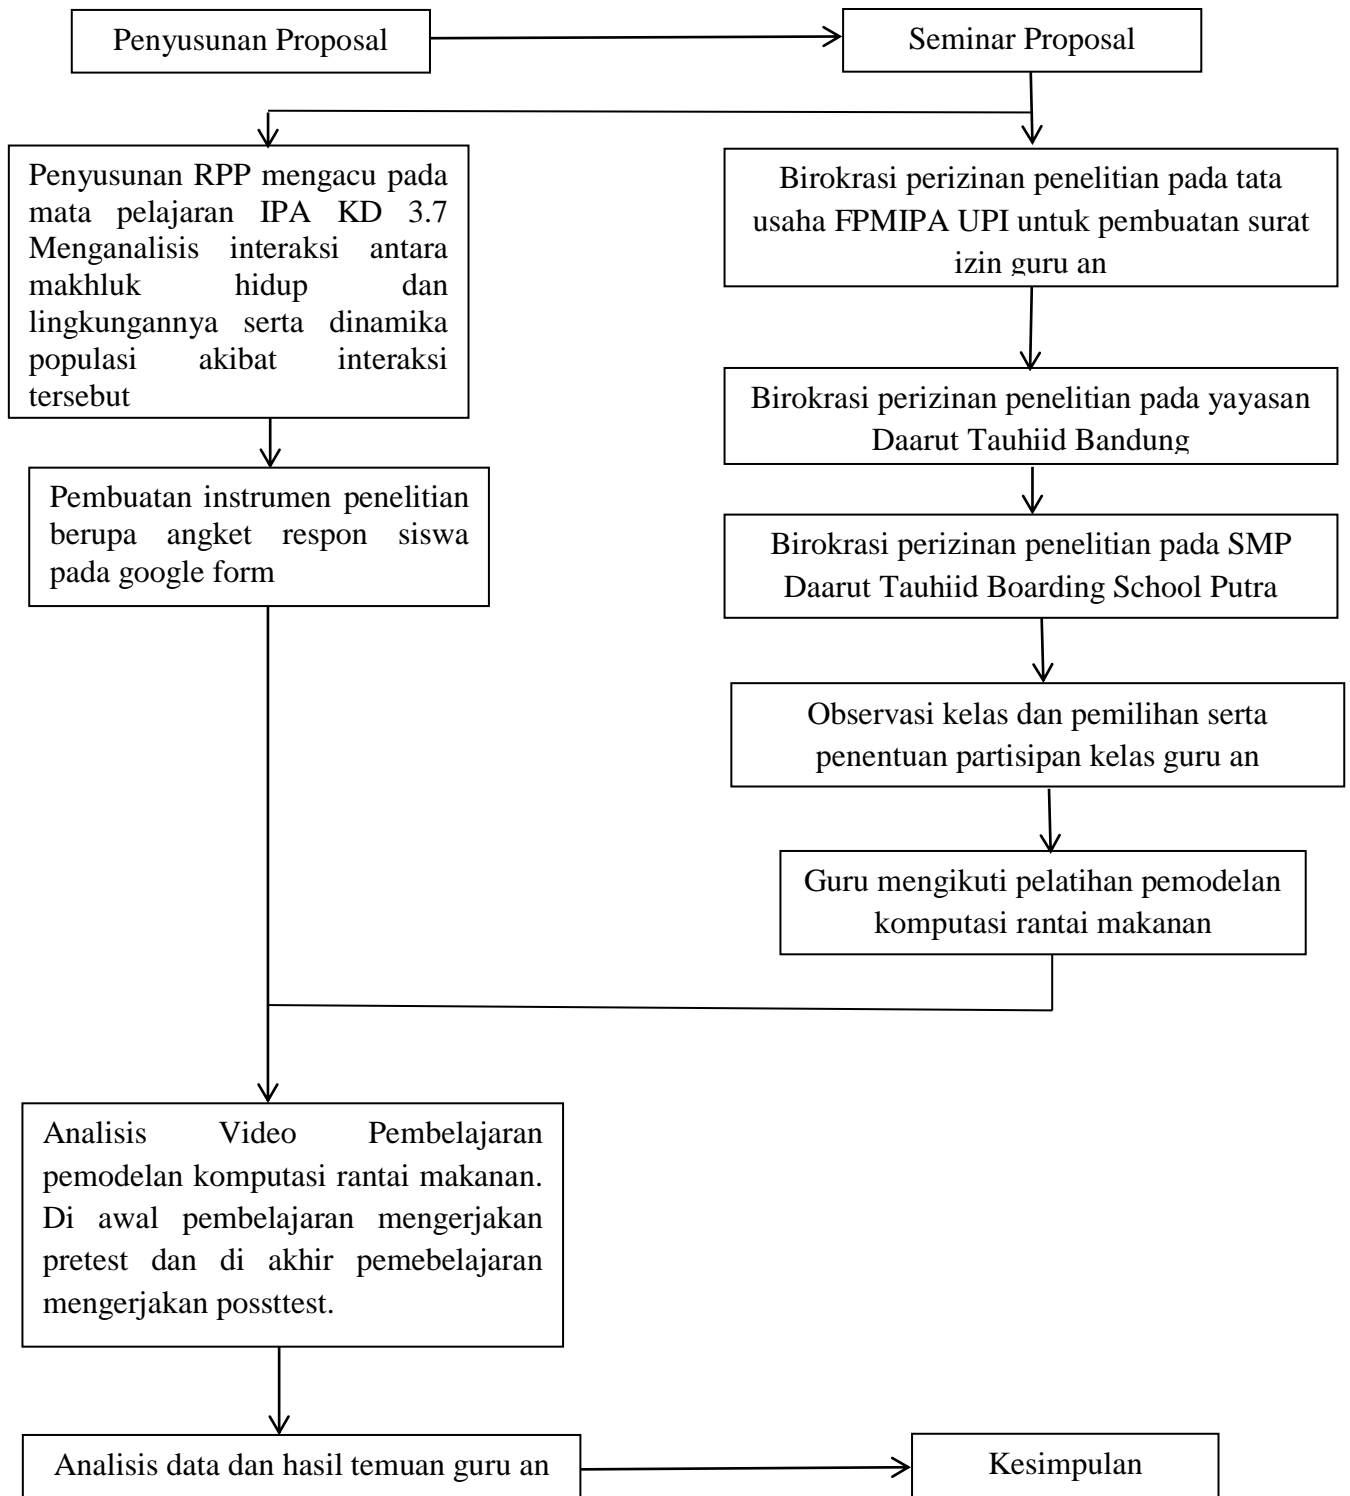 Penyusunan Proposal
Seminar Proposal
Penyusunan RPP mengacu pada
mata pelajaran IPA KD 3.7
Menganalisis interaksi antara
makhluk hidup dan
lingkungannya serta dinamika
populasi akibat interaksi
tersebut
Pembuatan instrumen penelitian
berupa angket respon siswa
pada google form
Birokrasi perizinan penelitian pada tata
usaha FPMIPA UPI untuk pembuatan surat
izin guru an
Birokrasi perizinan penelitian pada yayasan
Daarut Tauhiid Bandung
Birokrasi perizinan penelitian pada SMP
Daarut Tauhiid Boarding School Putra
Observasi kelas dan pemilihan serta
penentuan partisipan kelas guru an
Guru mengikuti pelatihan pemodelan
komputasi rantai makanan
Analisis Video Pembelajaran
pemodelan komputasi rantai makanan.
Di awal pembelajaran mengerjakan
pretest dan di akhir pemebelajaran
mengerjakan possttest.
Analisis data dan hasil temuan guru an
Kesimpulan